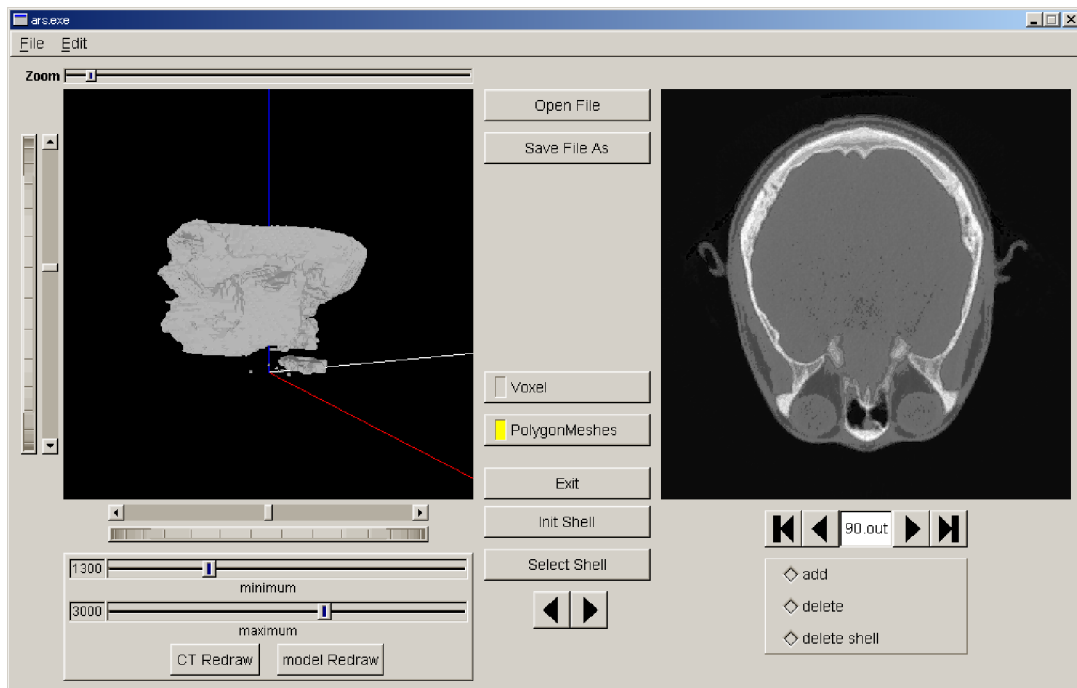 ars.exe
File Edit
Zoom
Open File
Save File As
Voxel
PolygonMeshes
Exit
Init Shell
Select Shell
1300
minimum
3000
maximum
CT Redraw model Redraw
90.out
add
delete
delete shell